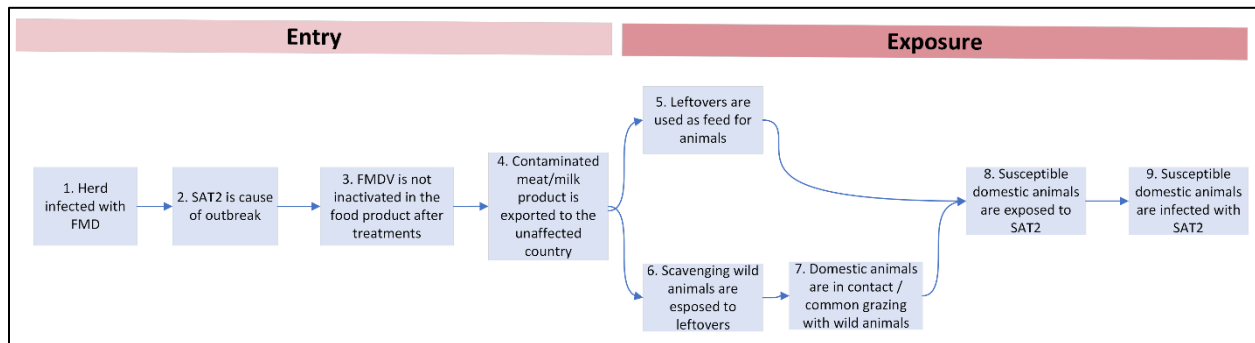 Entry
Exposure
1. Herd
infected with
FMD
2. SAT2 is cause
of outbreak
3. FMDV is not
inactivated in the
food product after
treatments
4. Contaminated
meat/milk
product is
exported to the
unaffected
country
5. Leftovers are
used as feed for
animals
6. Scavenging wild
animals are
esposed to
leftovers
7. Domestic animals
are in contact /
common grazing
with wild animals
8. Susceptible
domestic animals
are exposed to
SAT2
9. Susceptible
domestic animals
are infected with
SAT2